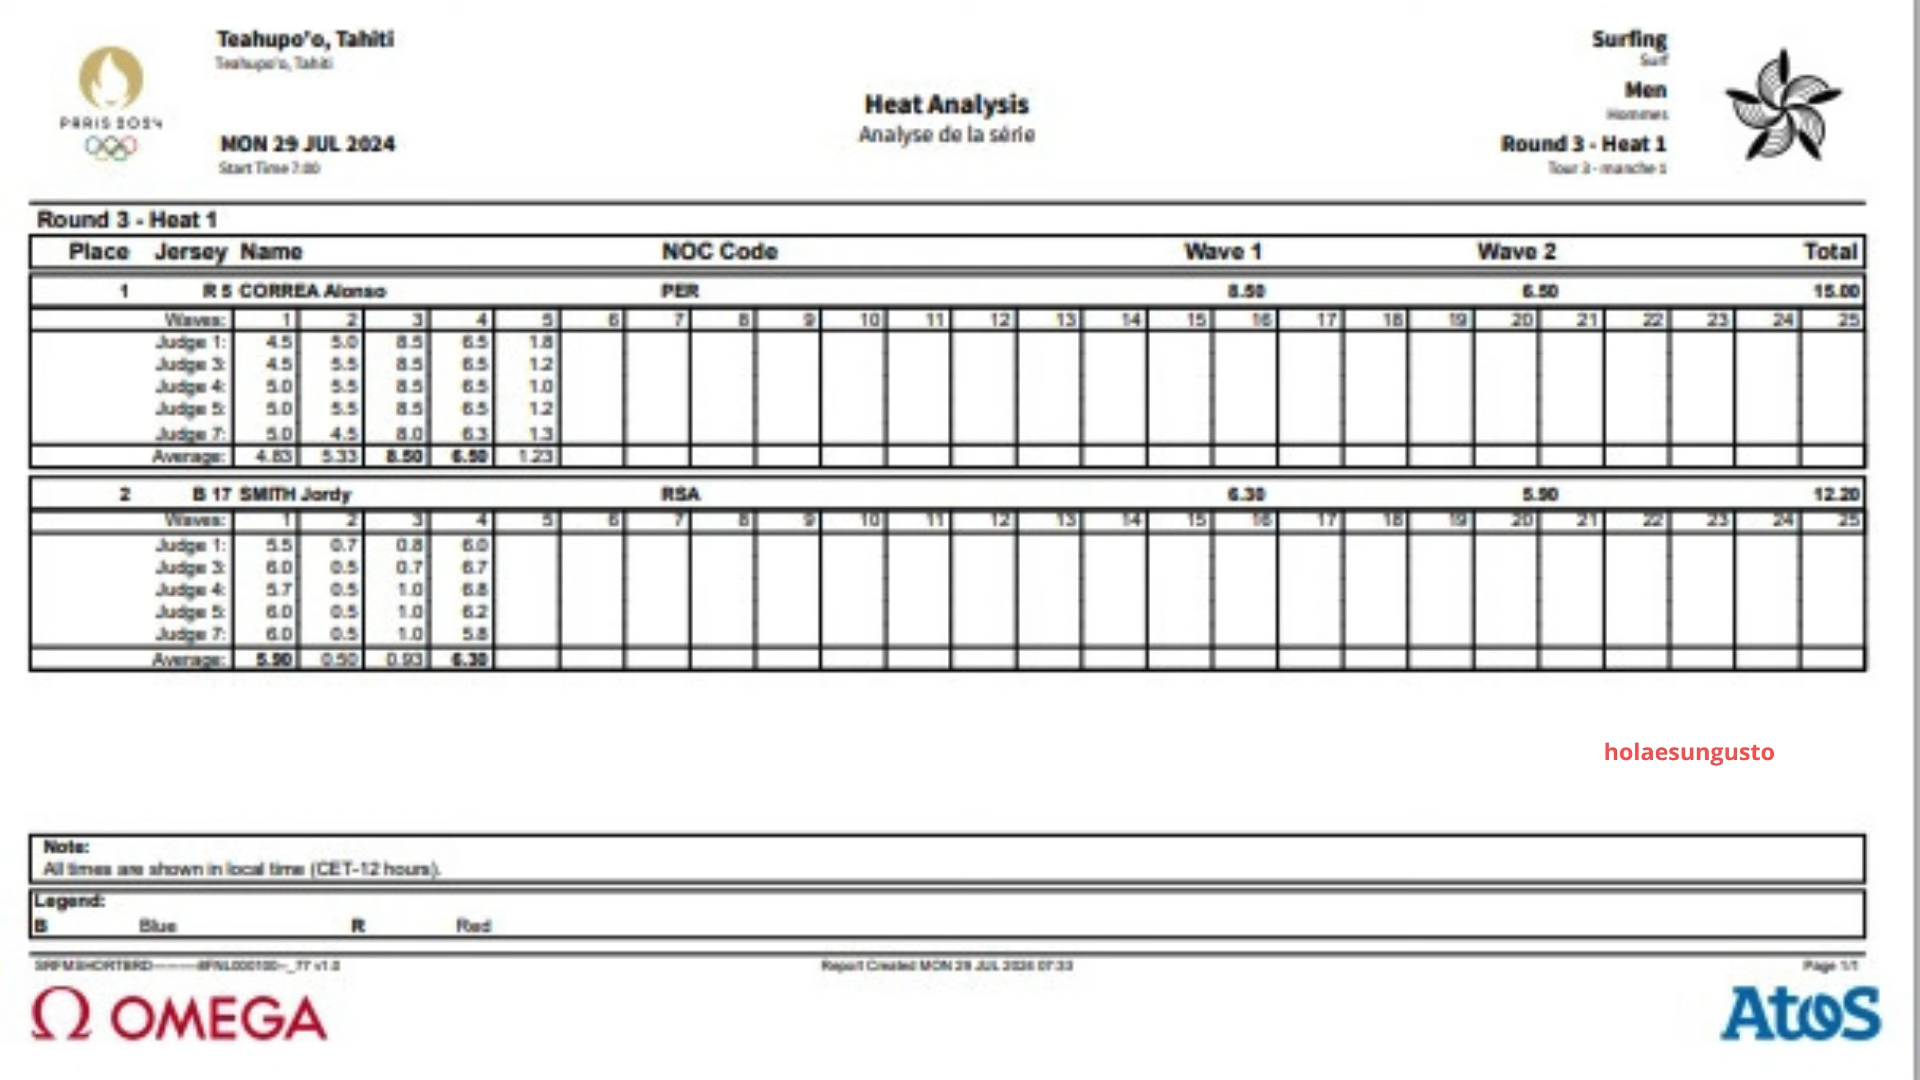 Teahupo'o, Tahiti
Teahupo'o, Tahiti
MON 29 JUL 2024
Start Time 7:00
PARIS 2024
Heat Analysis
Analyse de la série
Surfing
Surf
Men
Hommes
Round 3 - Heat 1
Tour 3 - manche 1
Round 3 - Heat 1
Place Jersey Name NOC Code Wave 1 Wave 2 Total
1 R 5 CORREA Alonso PER 8.50 6.50 15.00
Waves: 1 2 3 4 5 6 7 8 9 10 11 12 13 14 15 16 17 18 19 20 21 22 23 24 25
Judge 1: 4.5 5.0 8.5 6.5 1.8
Judge 3: 4.5 5.5 8.5 6.5 1.2
Judge 4: 5.0 5.5 8.5 6.5 1.0
Judge 5: 5.0 5.5 8.5 6.5 1.2
Judge 7: 5.0 4.5 8.0 6.3 1.3
Average: 4.83 5.33 8.50 6.50 1.23
2 B 17 SMITH Jordy RSA 6.30 5.90 12.20
Waves: 1 2 3 4 5 6 7 8 9 10 11 12 13 14 15 16 17 18 19 20 21 22 23 24 25
Judge 1: 5.5 0.7 0.8 6.0
Judge 3: 6.0 0.5 0.7 6.7
Judge 4: 5.7 0.5 1.0 6.8
Judge 5: 6.0 0.5 1.0 6.2
Judge 7: 6.0 0.5 1.0 5.8
Average: 5.90 0.50 0.93 6.30
holaesungusto
Note:
All times are shown in local time (CET-12 hours).
Legend:
B Blue R Red
Report Created MON 29 JUL 2024 07:33
Page 1/1
OMEGA
Atos